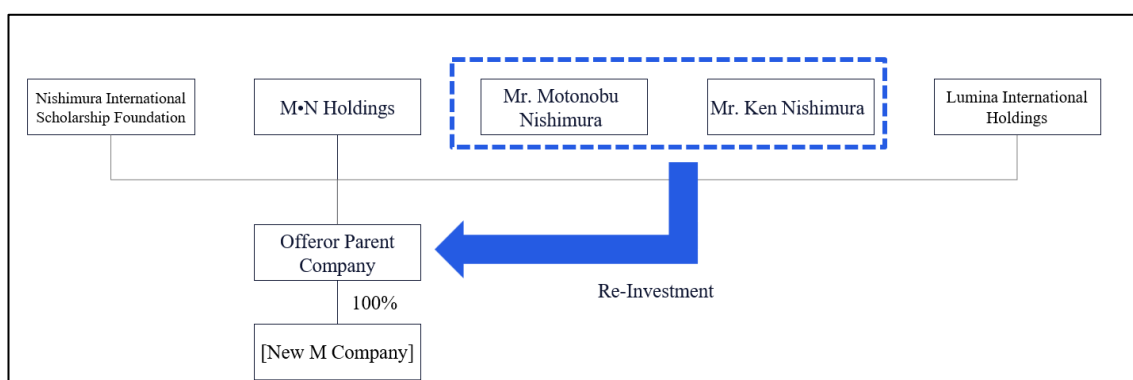 Nishimura International
Scholarship Foundation
M•N Holdings
Mr. Motonobu
Nishimura
Mr. Ken Nishimura
Lumina International
Holdings
Offeror Parent
Company
Re-Investment
100%
[New M Company]